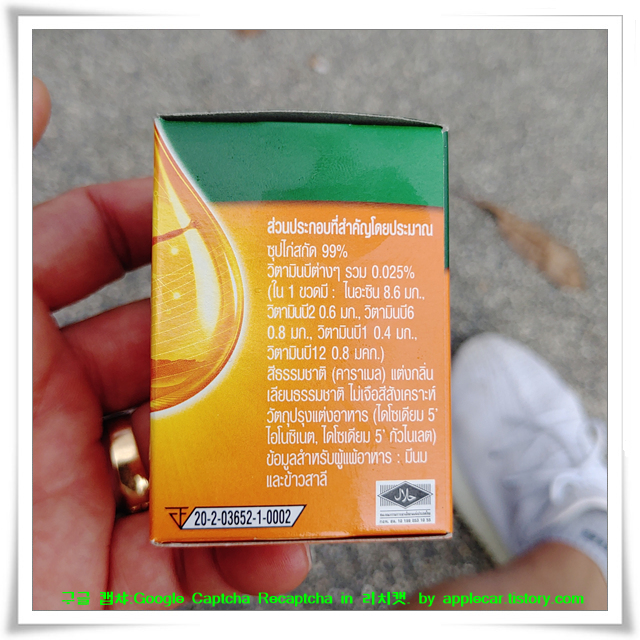 ส่วนประกอบที่สำคัญโดยประมาณ
ซุปไก่สกัด 99%
วิตามินบีต่างๆ รวม 0.025%
(ใน 1 ขวดมี : ไนอะซิน 8.6 มก.,
วิตามินบี2 0.6 มก., วิตามินบี6
0.8 มก., วิตามินบี1 0.4 มก.,
วิตามินบี12 0.8 มคก.)
สีธรรมชาติ (คาราเมล) แต่งกลิ่น
เลียนธรรมชาติ ไม่เจือสีสังเคราะห์
วัตถุปรุงแต่งอาหาร (ไดโซเดียม 5'
ไอโนซิเนต, ไดโซเดียม 5' กัวไนเลต)
ข้อมูลสำหรับผู้แพ้อาหาร : มีนม
และข้าวสาลี
حلال
20-2-03652-1-0002
구글 캡챠 Google Captcha Recaptcha in 리치캣. by applecar.tistory.com